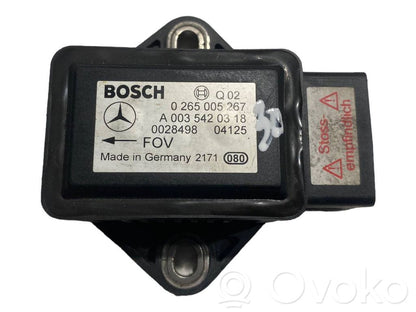 BOSCH Q 02
0 265 005 267
A 003 542 03 18
0028498 04125
FOV
Made in Germany 2171 080
Stoss-
empfindlich
Ovoko